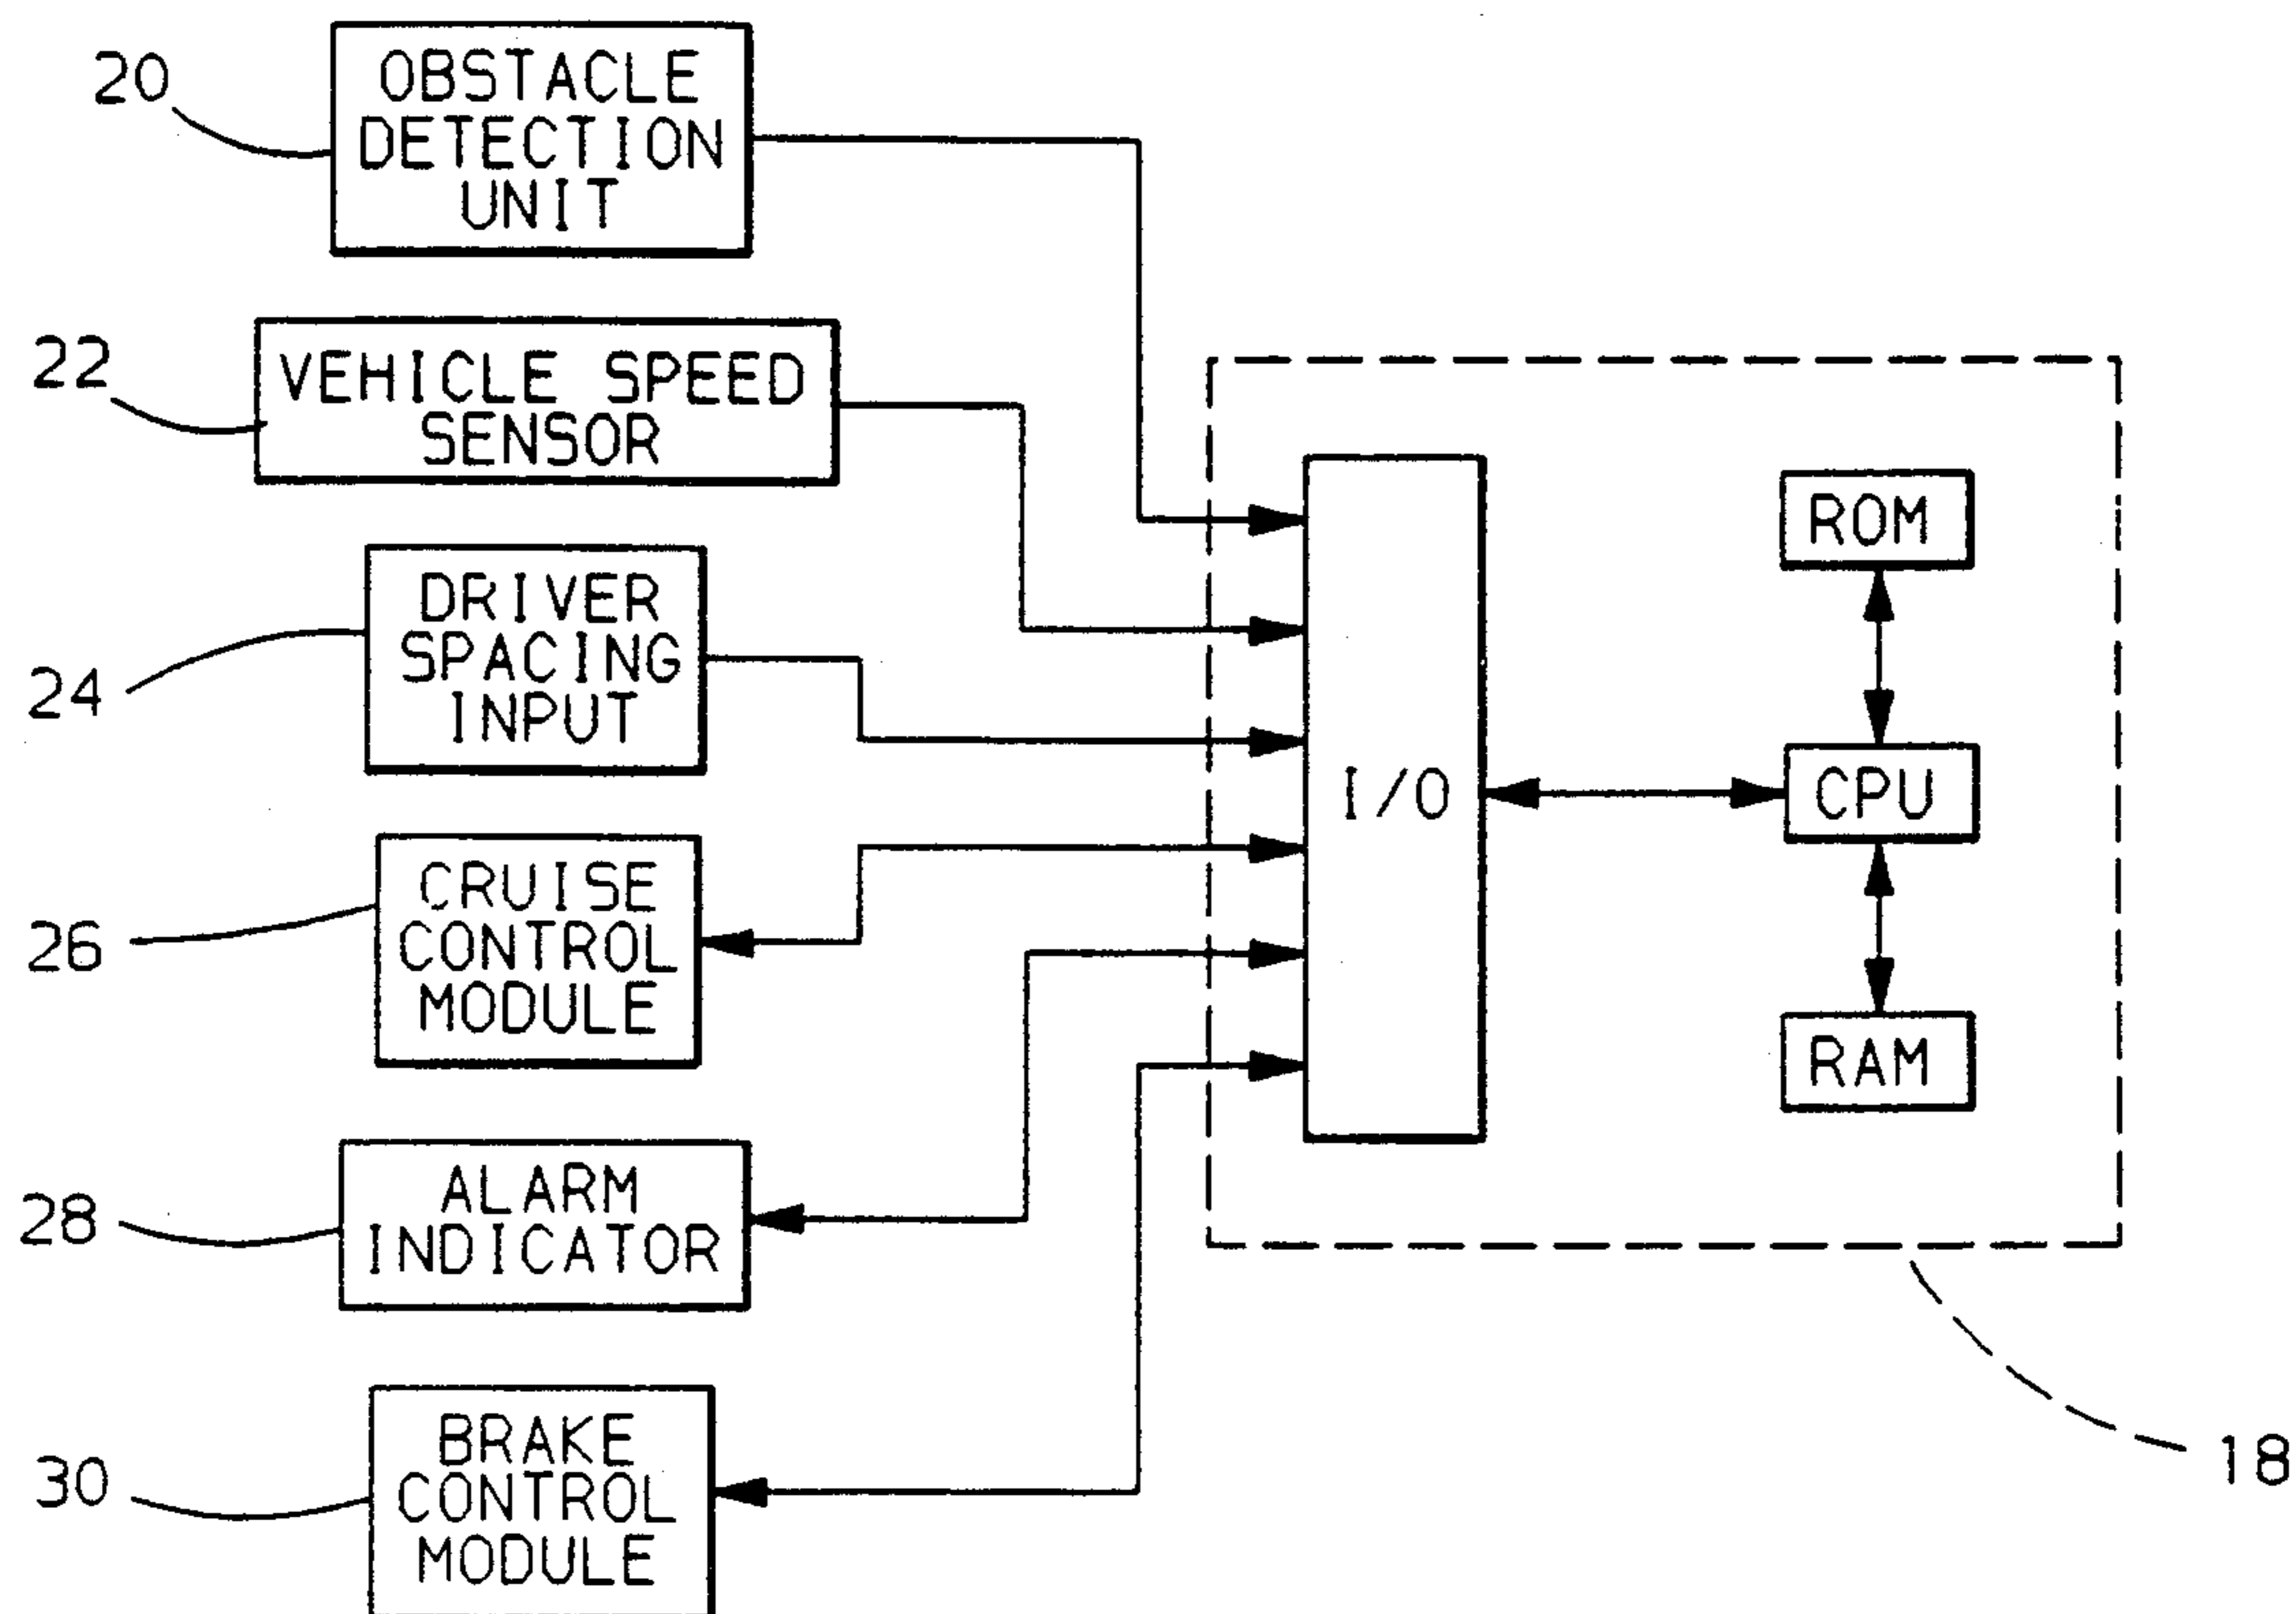 20
OBSTACLE
DETECTION
UNIT
22
VEHICLE SPEED
SENSOR
24
DRIVER
SPACING
INPUT
26
CRUISE
CONTROL
MODULE
28
ALARM
INDICATOR
30
BRAKE
CONTROL
MODULE
I/O
ROM
CPU
RAM
18